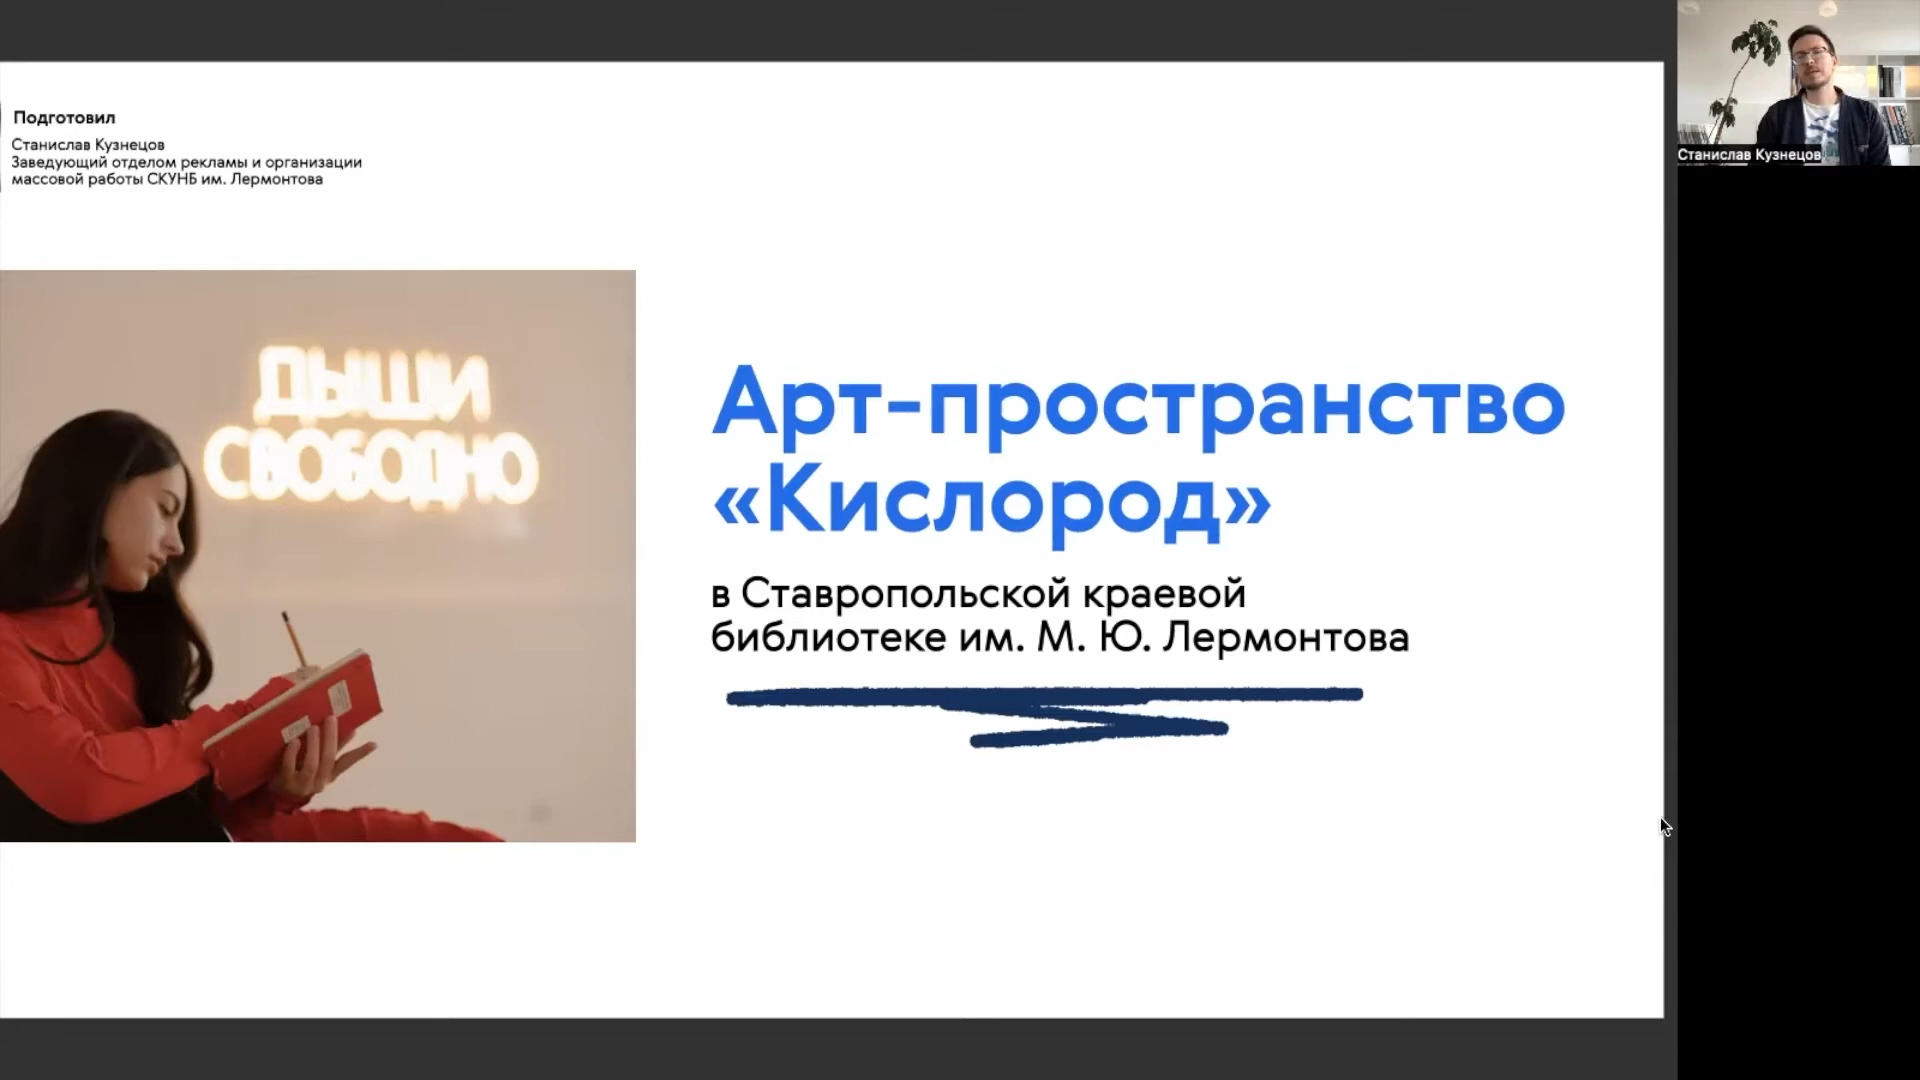 Подготовил
Станислав Кузнецов
Заведующий отделом рекламы и организации
массовой работы СКУНБ им. Лермонтова
ДЫШИ
СВОБОДНО
Арт-пространство
«Кислород»
в Ставропольской краевой
библиотеке им. М. Ю. Лермонтова
Станислав Кузнецов